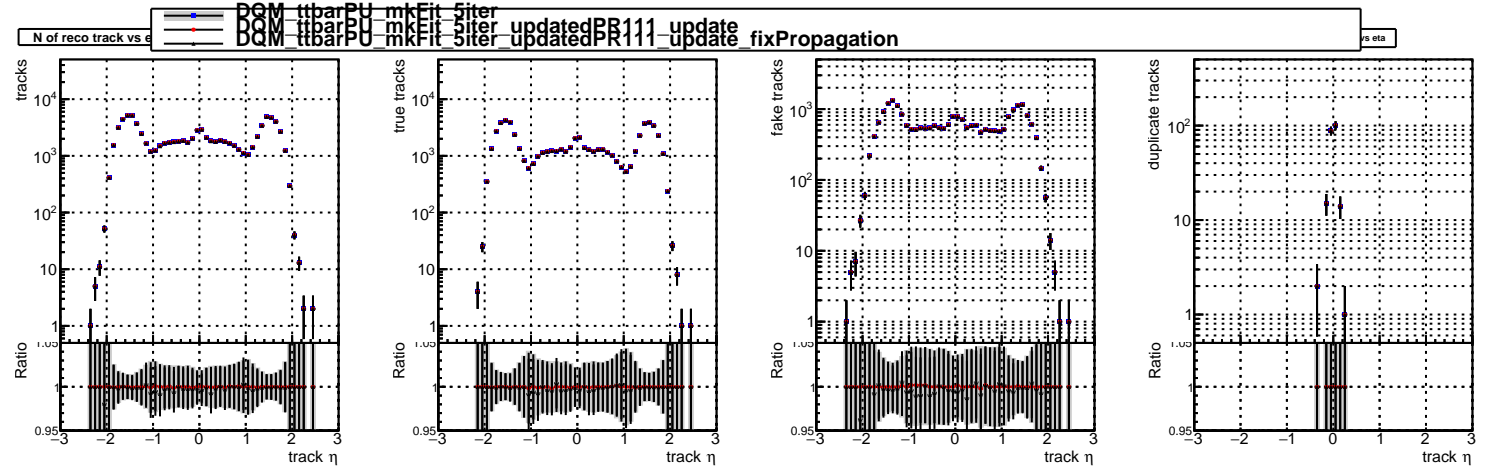 DQM_ttbarPU_mkFit_5iter
DQM_ttbarPU_mkFit_5iter_updatedPR111_update
DQM_ttbarPU_mkFit_5iter_updatedPR111_update_fixPropagation
N of reco track vs e
vs eta
tracks
10⁴
10³
10²
10
1
Ratio
1.05
1
0.95
−3 −2 −1 0 1 2 3
track η
true tracks
10⁴
10³
10²
10
1
Ratio
1.05
1
0.95
−3 −2 −1 0 1 2 3
track η
fake tracks
10³
10²
10
1
Ratio
1.05
1
0.95
−3 −2 −1 0 1 2 3
track η
duplicate tracks
10²
10
1
Ratio
1.05
1
0.95
−3 −2 −1 0 1 2 3
track η